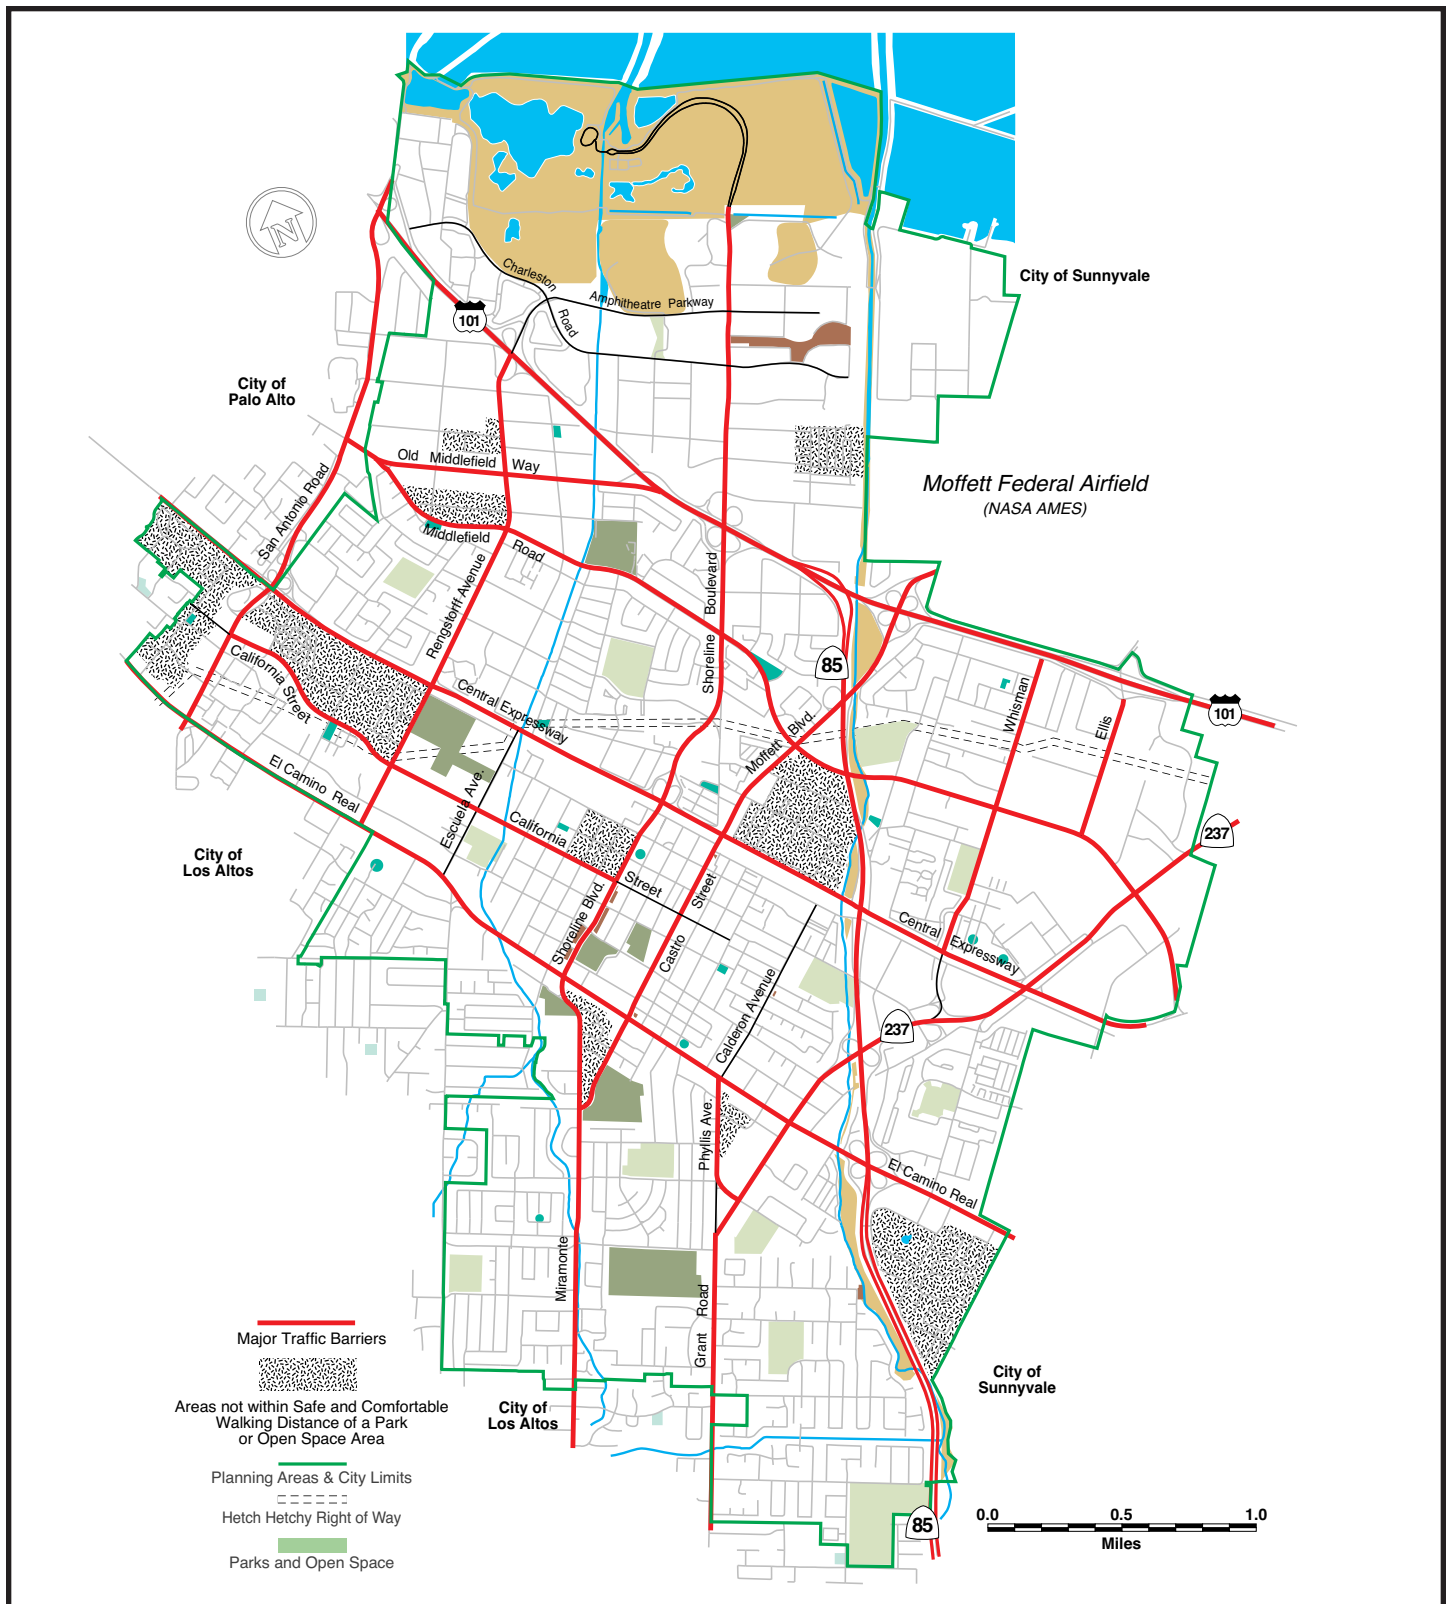 N
Charleston
Road
Amphitheatre Parkway
City of Sunnyvale
101
City of
Palo Alto
San Antonio Road
Old Middlefield Way
Middlefield Road
Moffett Federal Airfield
(NASA AMES)
Rengstorff Avenue
Shoreline Boulevard
85
California Street
Central Expressway
Moffett Blvd.
Whisman
Ellis
101
El Camino Real
Escuela Ave.
California Street
237
City of
Los Altos
Shoreline Blvd.
Castro Street
Central Expressway
Calderon Avenue
237
Phyllis Ave.
El Camino Real
Miramonte
Grant Road
Major Traffic Barriers
Areas not within Safe and Comfortable
Walking Distance of a Park
or Open Space Area
Planning Areas & City Limits
Hetch Hetchy Right of Way
Parks and Open Space
City of
Los Altos
City of
Sunnyvale
85
0.0 0.5 1.0
Miles